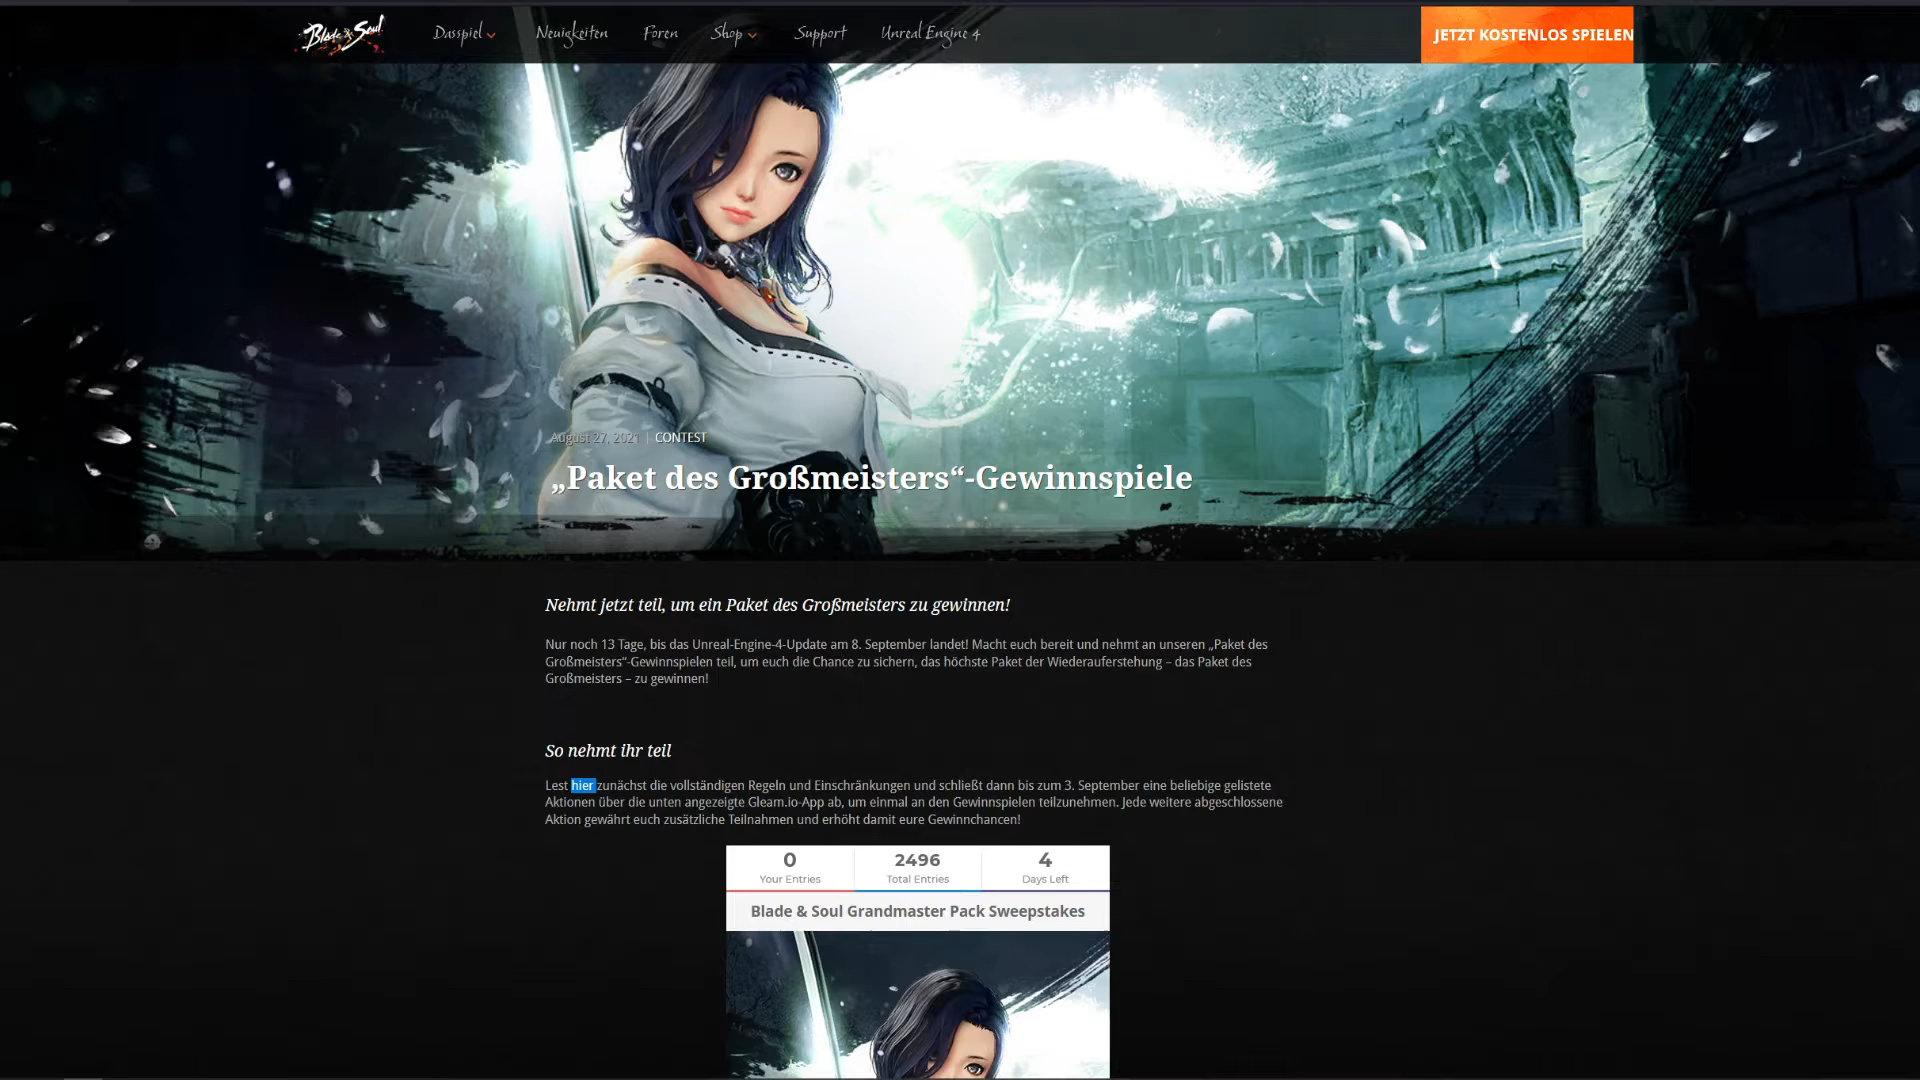 Blade & Soul
Dasspiel
Neuigkeiten
Foren
Shop
Support
Unreal Engine 4
JETZT KOSTENLOS SPIELEN
August 27, 2021 | CONTEST
„Paket des Großmeisters“-Gewinnspiele
Nehmt jetzt teil, um ein Paket des Großmeisters zu gewinnen!
Nur noch 13 Tage, bis das Unreal-Engine-4-Update am 8. September landet! Macht euch bereit und nehmt an unseren „Paket des
Großmeisters“-Gewinnspielen teil, um euch die Chance zu sichern, das höchste Paket der Wiederauferstehung – das Paket des
Großmeisters – zu gewinnen!
So nehmt ihr teil
Lest hier zunächst die vollständigen Regeln und Einschränkungen und schließt dann bis zum 3. September eine beliebige gelistete
Aktionen über die unten angezeigte Gleam.io-App ab, um einmal an den Gewinnspielen teilzunehmen. Jede weitere abgeschlossene
Aktion gewährt euch zusätzliche Teilnahmen und erhöht damit eure Gewinnchancen!
0
Your Entries
2496
Total Entries
4
Days Left
Blade & Soul Grandmaster Pack Sweepstakes